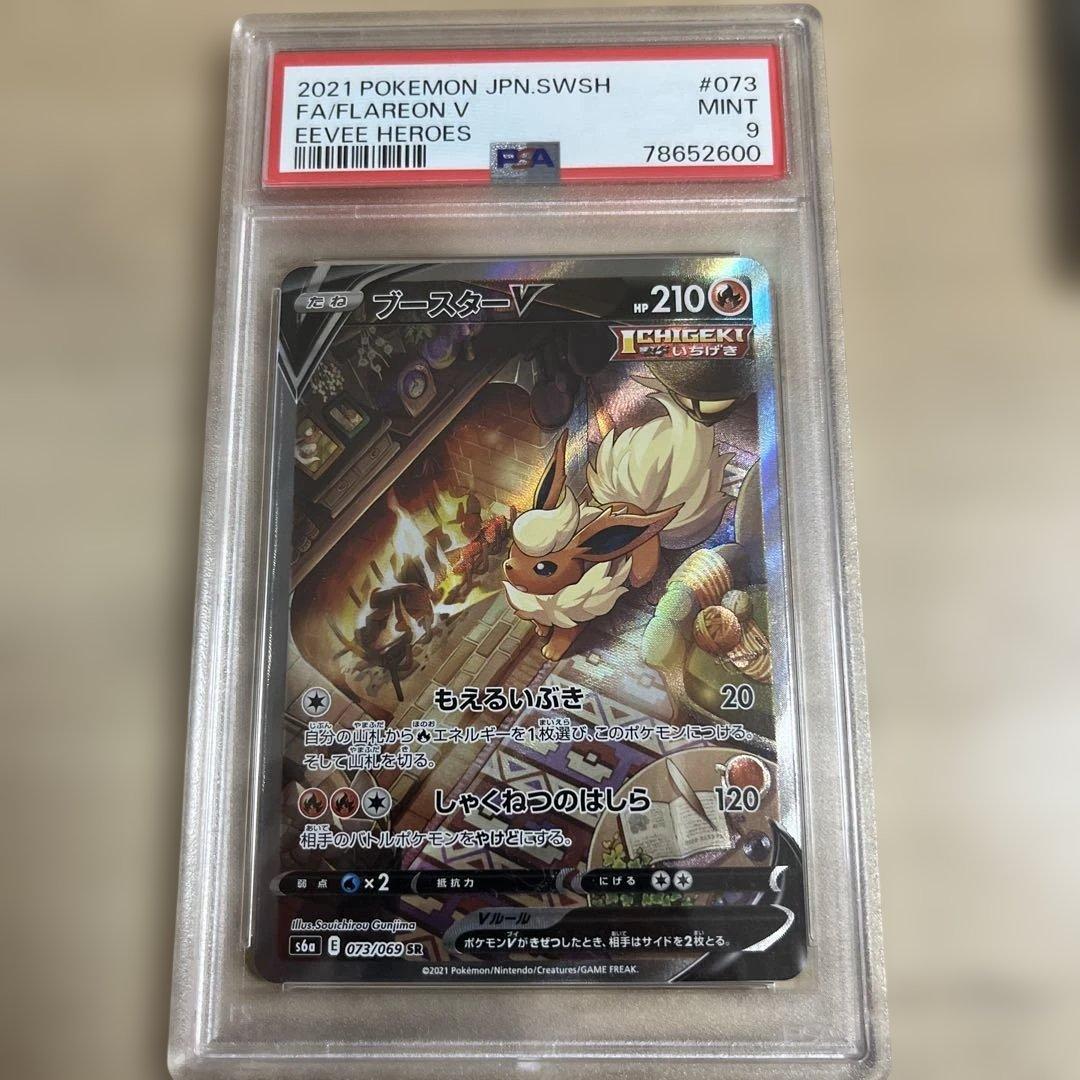 2021 POKEMON JPN.SWSH #073
FA/FLAREON V MINT
EEVEE HEROES 9
78652600
PSA
たね ブースターV HP 210
ICHIGEKI
いちげき
もえるいぶき 20
自分の山札から エネルギーを1枚選び、このポケモンにつける。
そして山札を切る。
しゃくねつのはしら 120
相手のバトルポケモンをやけどにする。
弱点 ×2 抵抗力 にげる
Illus.Souichirou Gunjima
Vルール
ポケモンVがきぜつしたとき、相手はサイドを2枚とる。
s6a E 073/069 SR
©2021 Pokémon/Nintendo/Creatures/GAME FREAK.